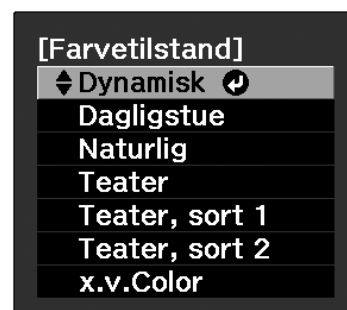 [Farvetilstand]
Dynamisk
Dagligstue
Naturlig
Teater
Teater, sort 1
Teater, sort 2
x.v.Color